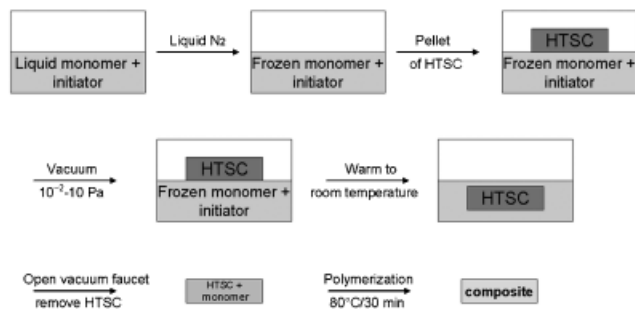 Liquid monomer +
initiator
Liquid N₂
Frozen monomer +
initiator
Pellet
of HTSC
HTSC
Frozen monomer +
initiator
Vacuum
10⁻²-10 Pa
HTSC
Frozen monomer +
initiator
Warm to
room temperature
HTSC
Open vacuum faucet
remove HTSC
HTSC +
monomer
Polymerization
80°C/30 min
composite